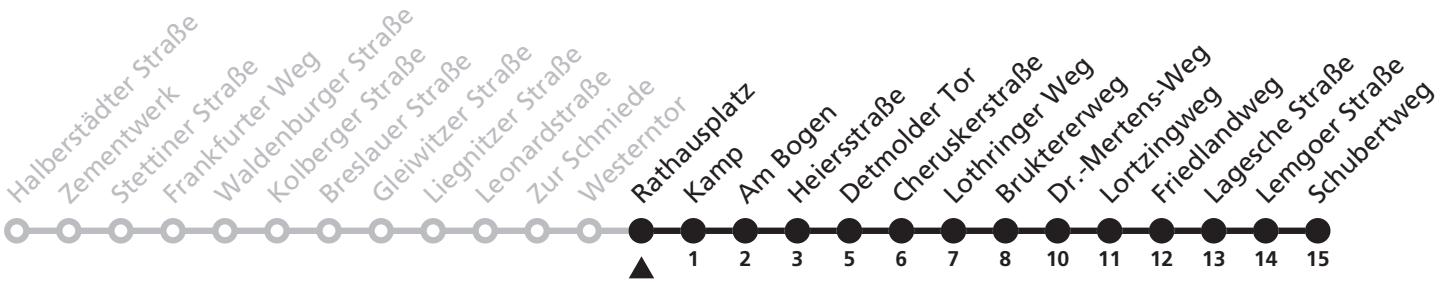 Halberstädter Straße
Zementwerk
Stettiner Straße
Frankfurter Weg
Waldenburger Straße
Kolberger Straße
Breslauer Straße
Gleiwitzer Straße
Liegnitzer Straße
Leonardstraße
Zur Schmiede
Westerntor
Rathausplatz
Kamp
Am Bogen
Heiersstraße
Detmolder Tor
Cheruskerstraße
Lothringer Weg
Bruktererweg
Dr.-Mertens-Weg
Lortzingweg
Friedlandweg
Lagesche Straße
Lemgoer Straße
Schubertweg
1 2 3 5 6 7 8 10 11 12 13 14 15